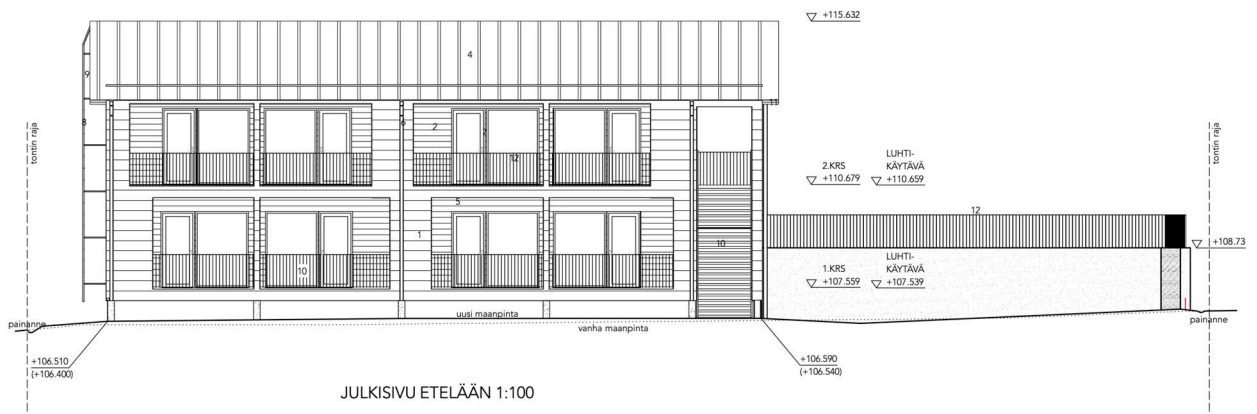 +115.632
4
9
11
8
6
2
7
12
tontin raja
tontin raja
2.KRS
+110.679
LUHTI-
KÄYTÄVÄ
+110.659
5
12
1
10
10
+108.73
1.KRS
+107.559
LUHTI-
KÄYTÄVÄ
+107.539
painanne
uusi maanpinta
vanha maanpinta
painanne
+106.510
(+106.400)
+106.590
(+106.540)
JULKISIVU ETELÄÄN 1:100